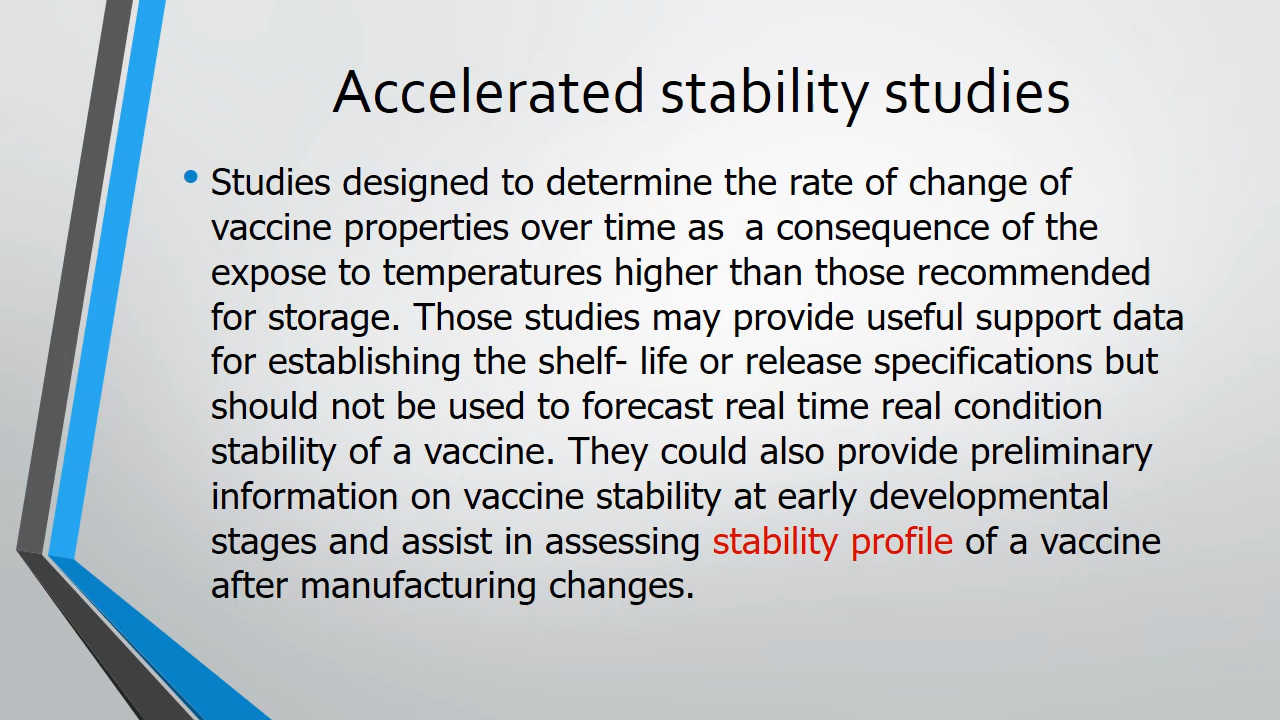 Accelerated stability studies
• Studies designed to determine the rate of change of
vaccine properties over time as  a consequence of the
expose to temperatures higher than those recommended
for storage. Those studies may provide useful support data
for establishing the shelf- life or release specifications but
should not be used to forecast real time real condition
stability of a vaccine. They could also provide preliminary
information on vaccine stability at early developmental
stages and assist in assessing stability profile of a vaccine
after manufacturing changes.